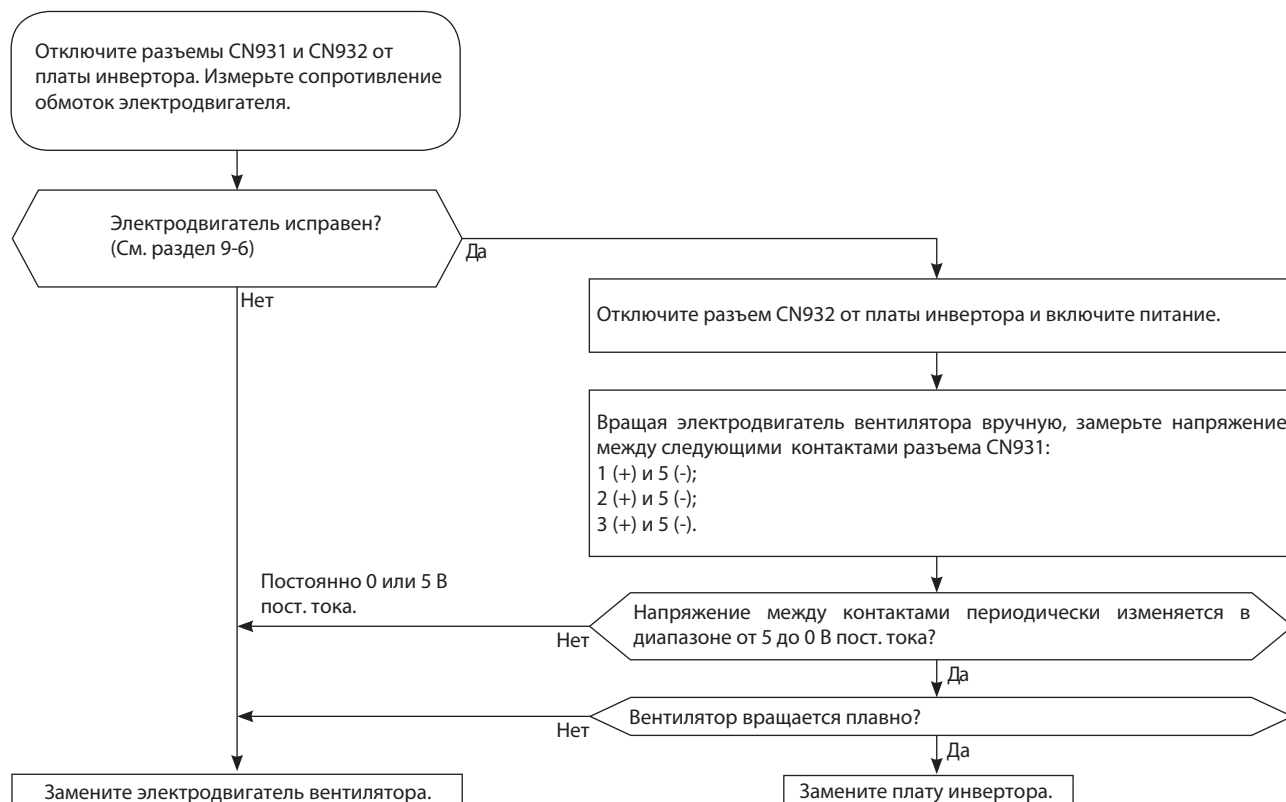 Отключите разъемы CN931 и CN932 от
платы инвертора. Измерьте сопротивление
обмоток электродвигателя.
Электродвигатель исправен?
(См. раздел 9-6)
Да
Нет
Отключите разъем CN932 от платы инвертора и включите питание.
Вращая электродвигатель вентилятора вручную, замерьте напряжение
между следующими контактами разъема CN931:
1 (+) и 5 (-);
2 (+) и 5 (-);
3 (+) и 5 (-).
Постоянно 0 или 5 В
пост. тока.
Напряжение между контактами периодически изменяется в
диапазоне от 5 до 0 В пост. тока?
Нет
Да
Вентилятор вращается плавно?
Нет
Да
Замените электродвигатель вентилятора.
Замените плату инвертора.